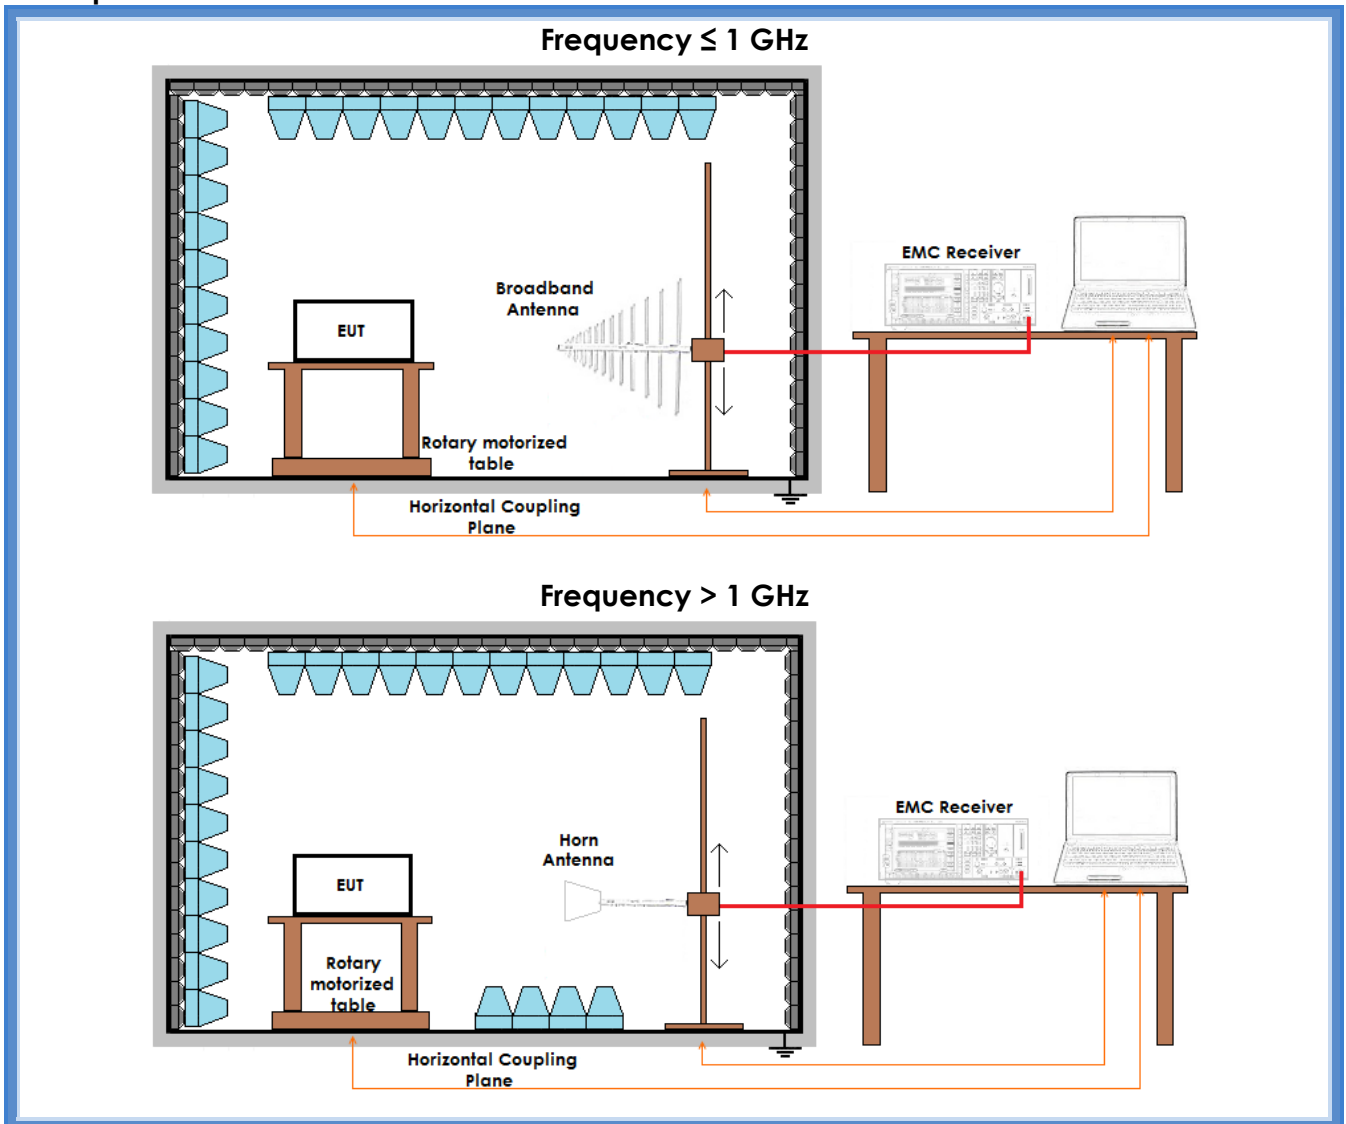 Frequency ≤ 1 GHz
EMC Receiver
Broadband
Antenna
EUT
Rotary motorized
table
Horizontal Coupling
Plane
Frequency > 1 GHz
EMC Receiver
Horn
Antenna
EUT
Rotary
motorized
table
Horizontal Coupling
Plane